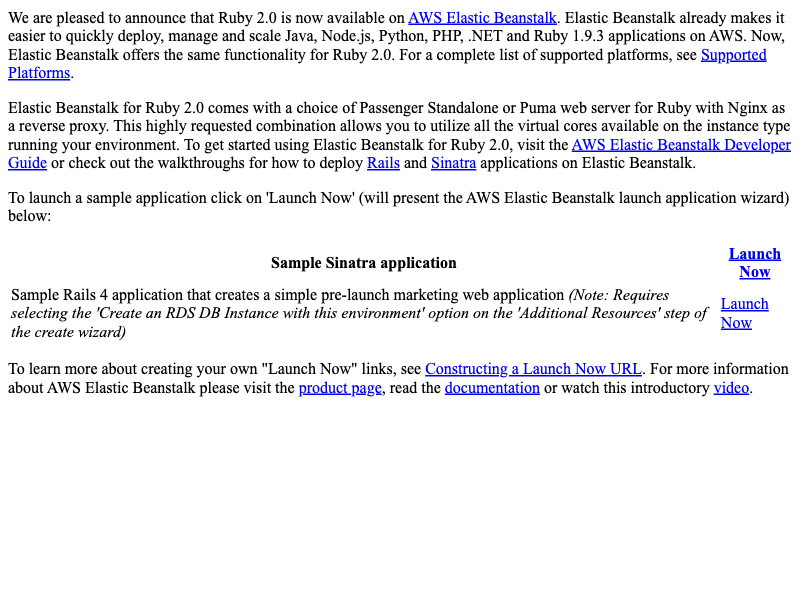 We are pleased to announce that Ruby 2.0 is now available on AWS Elastic Beanstalk. Elastic Beanstalk already makes it
easier to quickly deploy, manage and scale Java, Node.js, Python, PHP, .NET and Ruby 1.9.3 applications on AWS. Now,
Elastic Beanstalk offers the same functionality for Ruby 2.0. For a complete list of supported platforms, see Supported
Platforms.
Elastic Beanstalk for Ruby 2.0 comes with a choice of Passenger Standalone or Puma web server for Ruby with Nginx as
a reverse proxy. This highly requested combination allows you to utilize all the virtual cores available on the instance type
running your environment. To get started using Elastic Beanstalk for Ruby 2.0, visit the AWS Elastic Beanstalk Developer
Guide or check out the walkthroughs for how to deploy Rails and Sinatra applications on Elastic Beanstalk.
To launch a sample application click on 'Launch Now' (will present the AWS Elastic Beanstalk launch application wizard)
below:
Sample Sinatra application
Launch
Now
Sample Rails 4 application that creates a simple pre-launch marketing web application (Note: Requires
selecting the 'Create an RDS DB Instance with this environment' option on the 'Additional Resources' step of
the create wizard)
Launch
Now
To learn more about creating your own "Launch Now" links, see Constructing a Launch Now URL. For more information
about AWS Elastic Beanstalk please visit the product page, read the documentation or watch this introductory video.